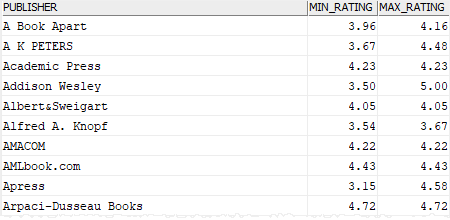 PUBLISHER MIN_RATING MAX_RATING
A Book Apart 3.96 4.16
A K PETERS 3.67 4.48
Academic Press 4.23 4.23
Addison Wesley 3.50 5.00
Albert&Sweigart 4.05 4.05
Alfred A. Knopf 3.54 3.67
AMACOM 4.22 4.22
AMLbook.com 4.43 4.43
Apress 3.15 4.58
Arpaci-Dusseau Books 4.72 4.72